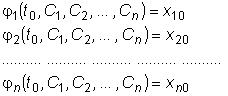 φ₁(t₀, C₁, C₂, ..., Cₙ) = x₁₀
φ₂(t₀, C₁, C₂, ..., Cₙ) = x₂₀
.......... ................ ......................
φₙ(t₀, C₁, C₂, ..., Cₙ) = xₙ₀